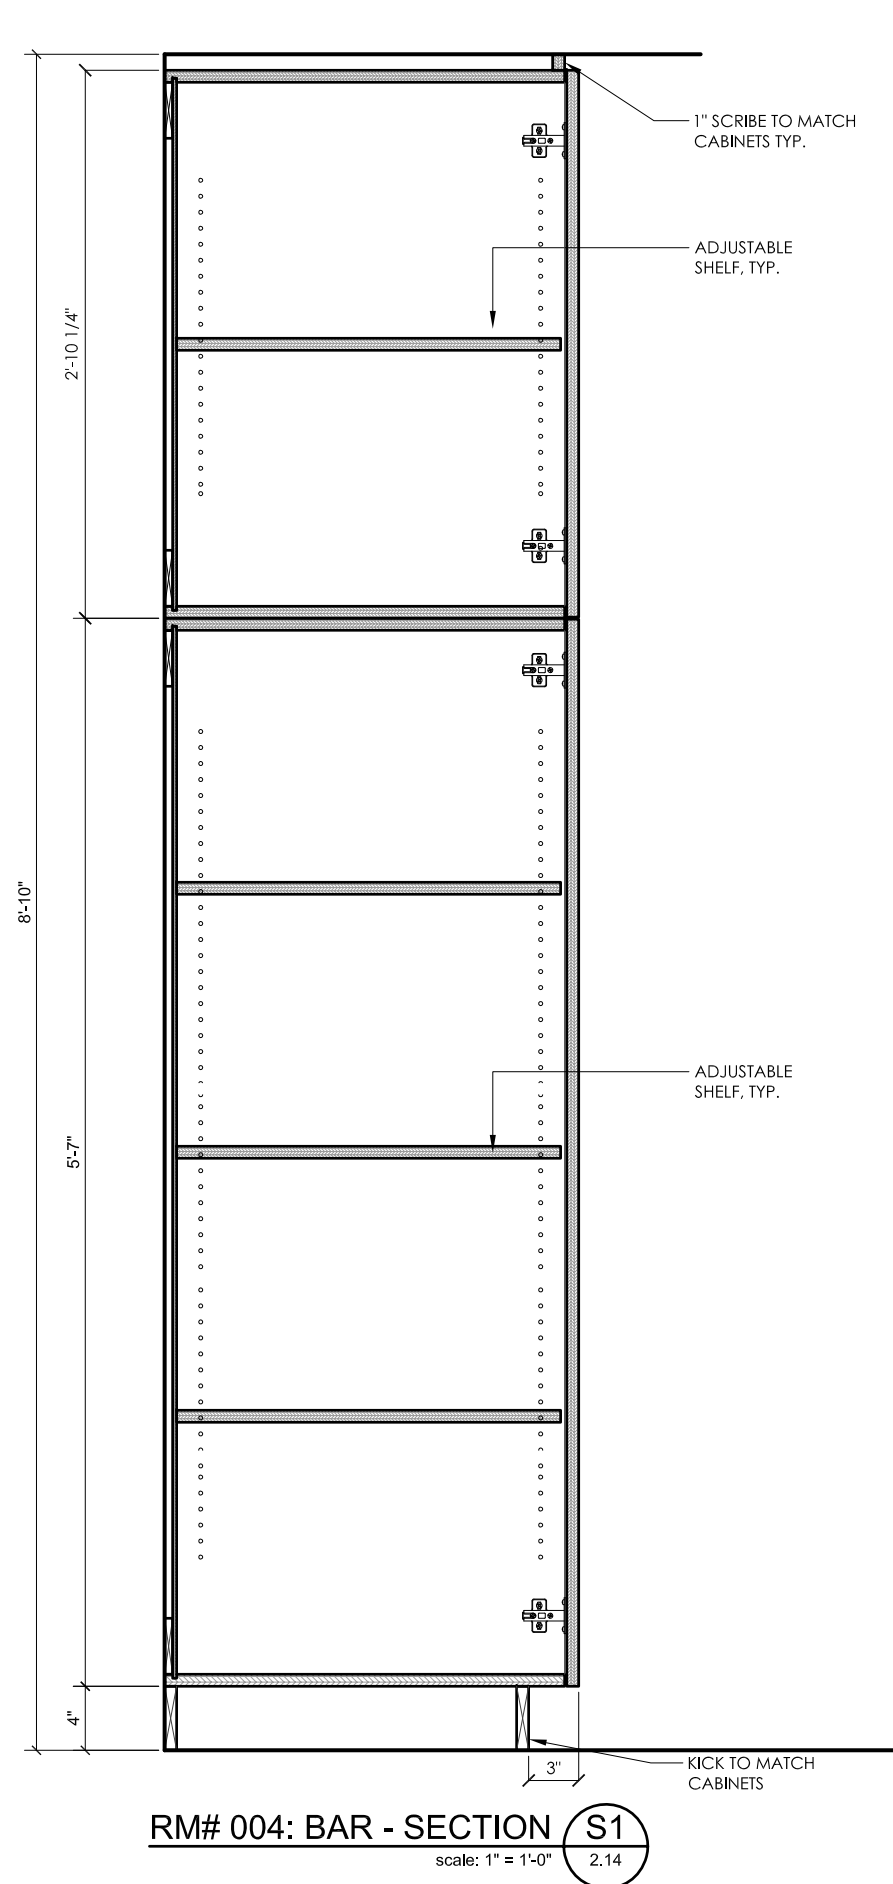 1" SCRIBE TO MATCH
CABINETS TYP.
ADJUSTABLE
SHELF, TYP.
2'-10 1/4"
8'-10"
ADJUSTABLE
SHELF, TYP.
5'-7"
4"
3"
KICK TO MATCH
CABINETS
RM# 004: BAR - SECTION S1
scale: 1" = 1'-0" 2.14